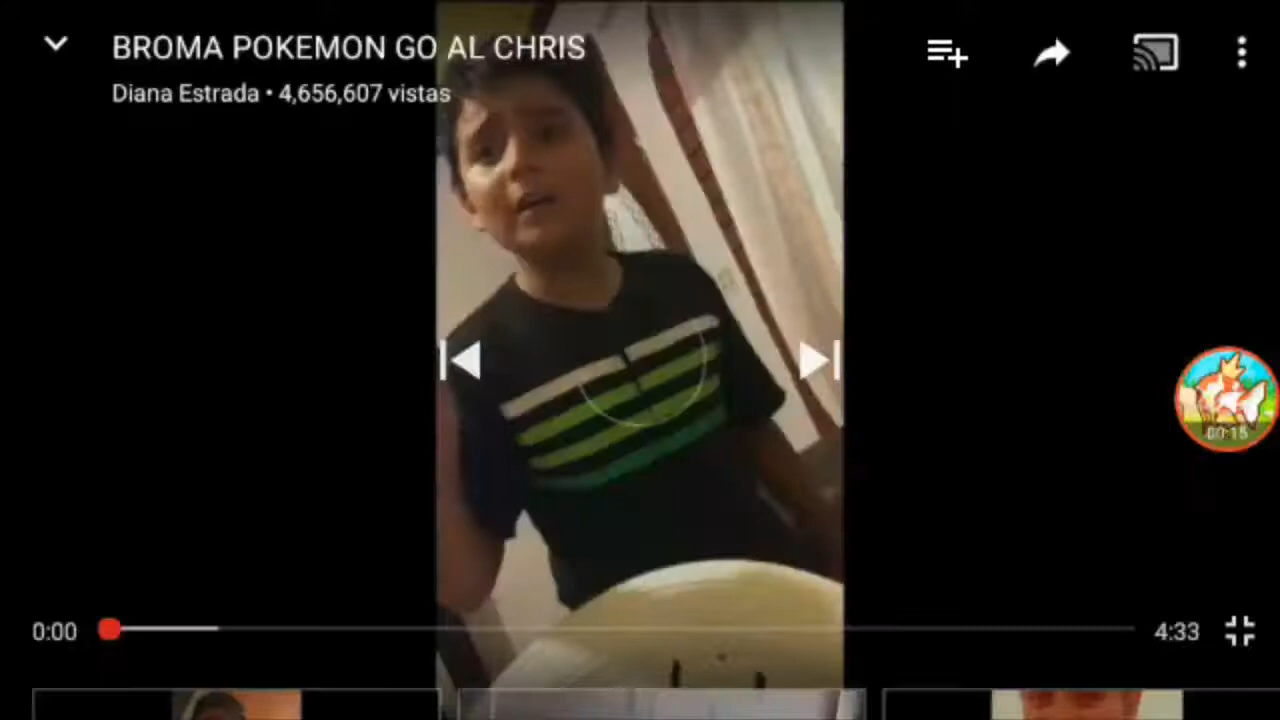 BROMA POKEMON GO AL CHRIS
Diana Estrada • 4,656,607 vistas
00:15
0:00
4:33